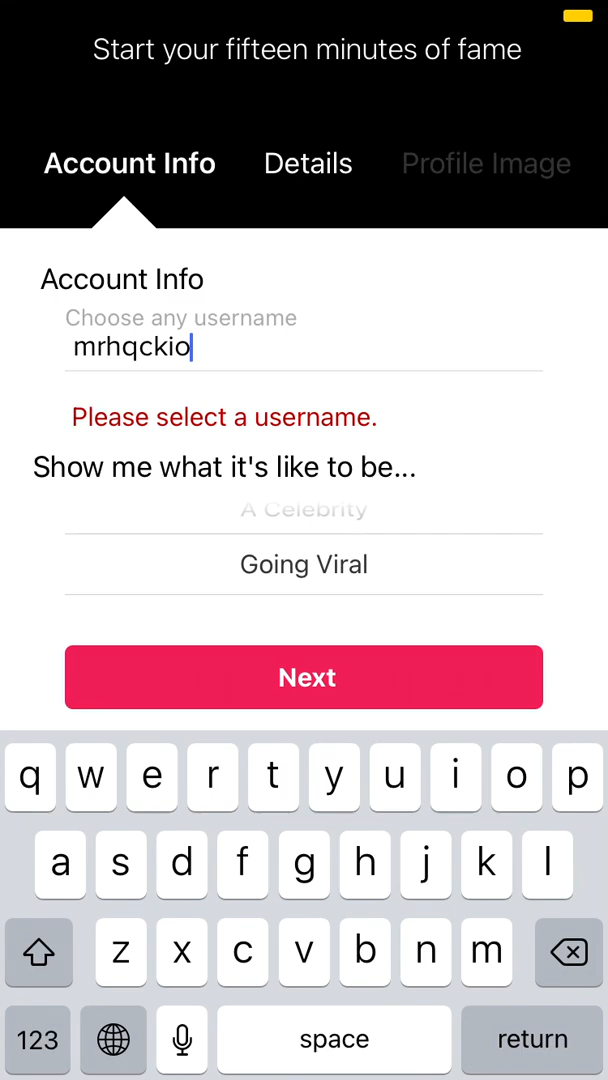 Start your fifteen minutes of fame
Account Info Details Profile Image
Account Info
Choose any username
mrhqckio
Please select a username.
Show me what it's like to be...
A Celebrity
Going Viral
Next
q w e r t y u i o p
a s d f g h j k l
z x c v b n m
123 space return